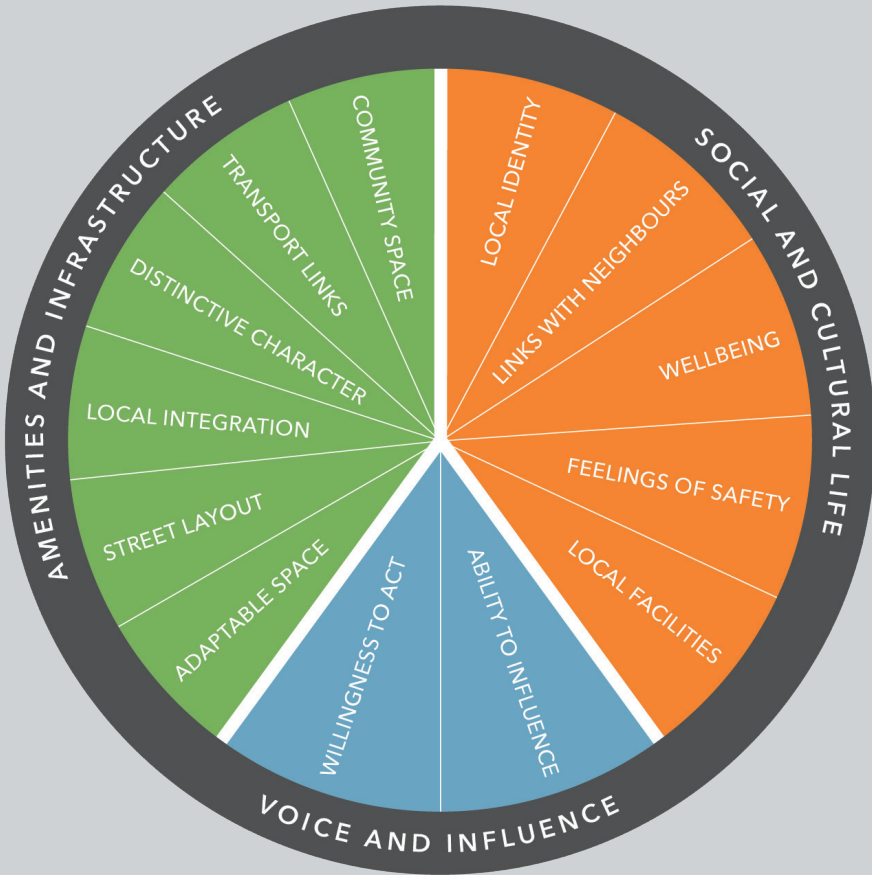 AMENITIES AND INFRASTRUCTURE
COMMUNITY SPACE
TRANSPORT LINKS
DISTINCTIVE CHARACTER
LOCAL INTEGRATION
STREET LAYOUT
ADAPTABLE SPACE
SOCIAL AND CULTURAL LIFE
LOCAL IDENTITY
LINKS WITH NEIGHBOURS
WELLBEING
FEELINGS OF SAFETY
LOCAL FACILITIES
VOICE AND INFLUENCE
WILLINGNESS TO ACT
ABILITY TO INFLUENCE